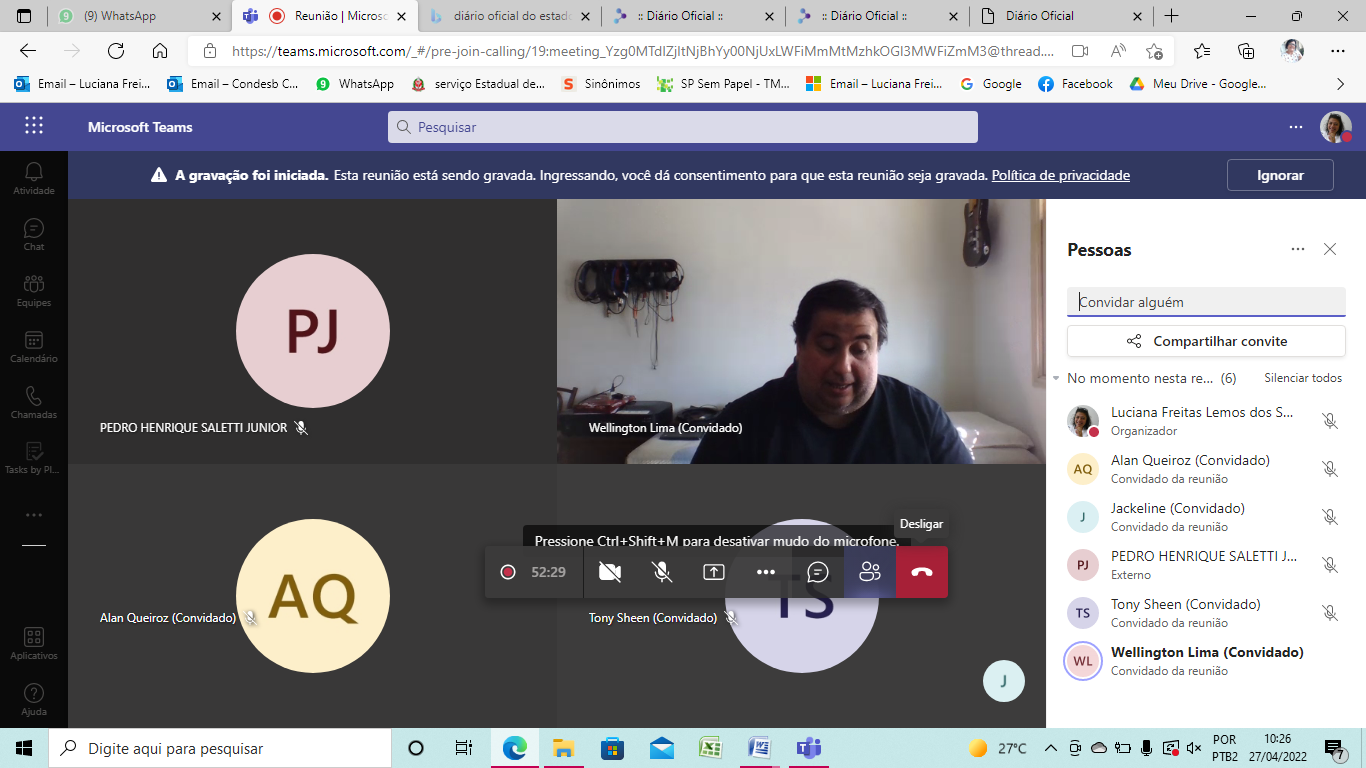 (9) WhatsApp
Reunião | Micros
diário oficial do estado
:: Diário Oficial ::
:: Diário Oficial ::
Diário Oficial
https://teams.microsoft.com/_#/pre-join-calling/19:meeting_Yzg0MTdlZjltNjBhYy00NjUxLWFiMmMtMzhkOGI3MWFiZmM3@thread....
Email – Luciana Frei...
Email – Condesb C...
9 WhatsApp
serviço Estadual de...
S Sinônimos
SP Sem Papel - TM...
Email – Luciana Frei...
Google
Facebook
Meu Drive - Google...
Microsoft Teams
Pesquisar
A gravação foi iniciada. Esta reunião está sendo gravada. Ingressando, você dá consentimento para que esta reunião seja gravada. Política de privacidade
Ignorar
Atividade
Chat
Equipes
Calendário
Chamadas
Tasks by Pl...
Aplicativos
Ajuda
PJ
PEDRO HENRIQUE SALETTI JUNIOR
Wellington Lima (Convidado)
AQ
Alan Queiroz (Convidado)
TS
Tony Sheen (Convidado)
J
Desligar
Pressione Ctrl+Shift+M para desativar mudo do microfone.
52:29
Pessoas
Convidar alguém
Compartilhar convite
No momento nesta re... (6)
Silenciar todos
Luciana Freitas Lemos dos S...
Organizador
AQ
Alan Queiroz (Convidado)
Convidado da reunião
J
Jackeline (Convidado)
Convidado da reunião
PJ
PEDRO HENRIQUE SALETTI J...
Externo
TS
Tony Sheen (Convidado)
Convidado da reunião
WL
Wellington Lima (Convidado)
Convidado da reunião
Digite aqui para pesquisar
27°C
POR
PTB2
10:26
27/04/2022
7